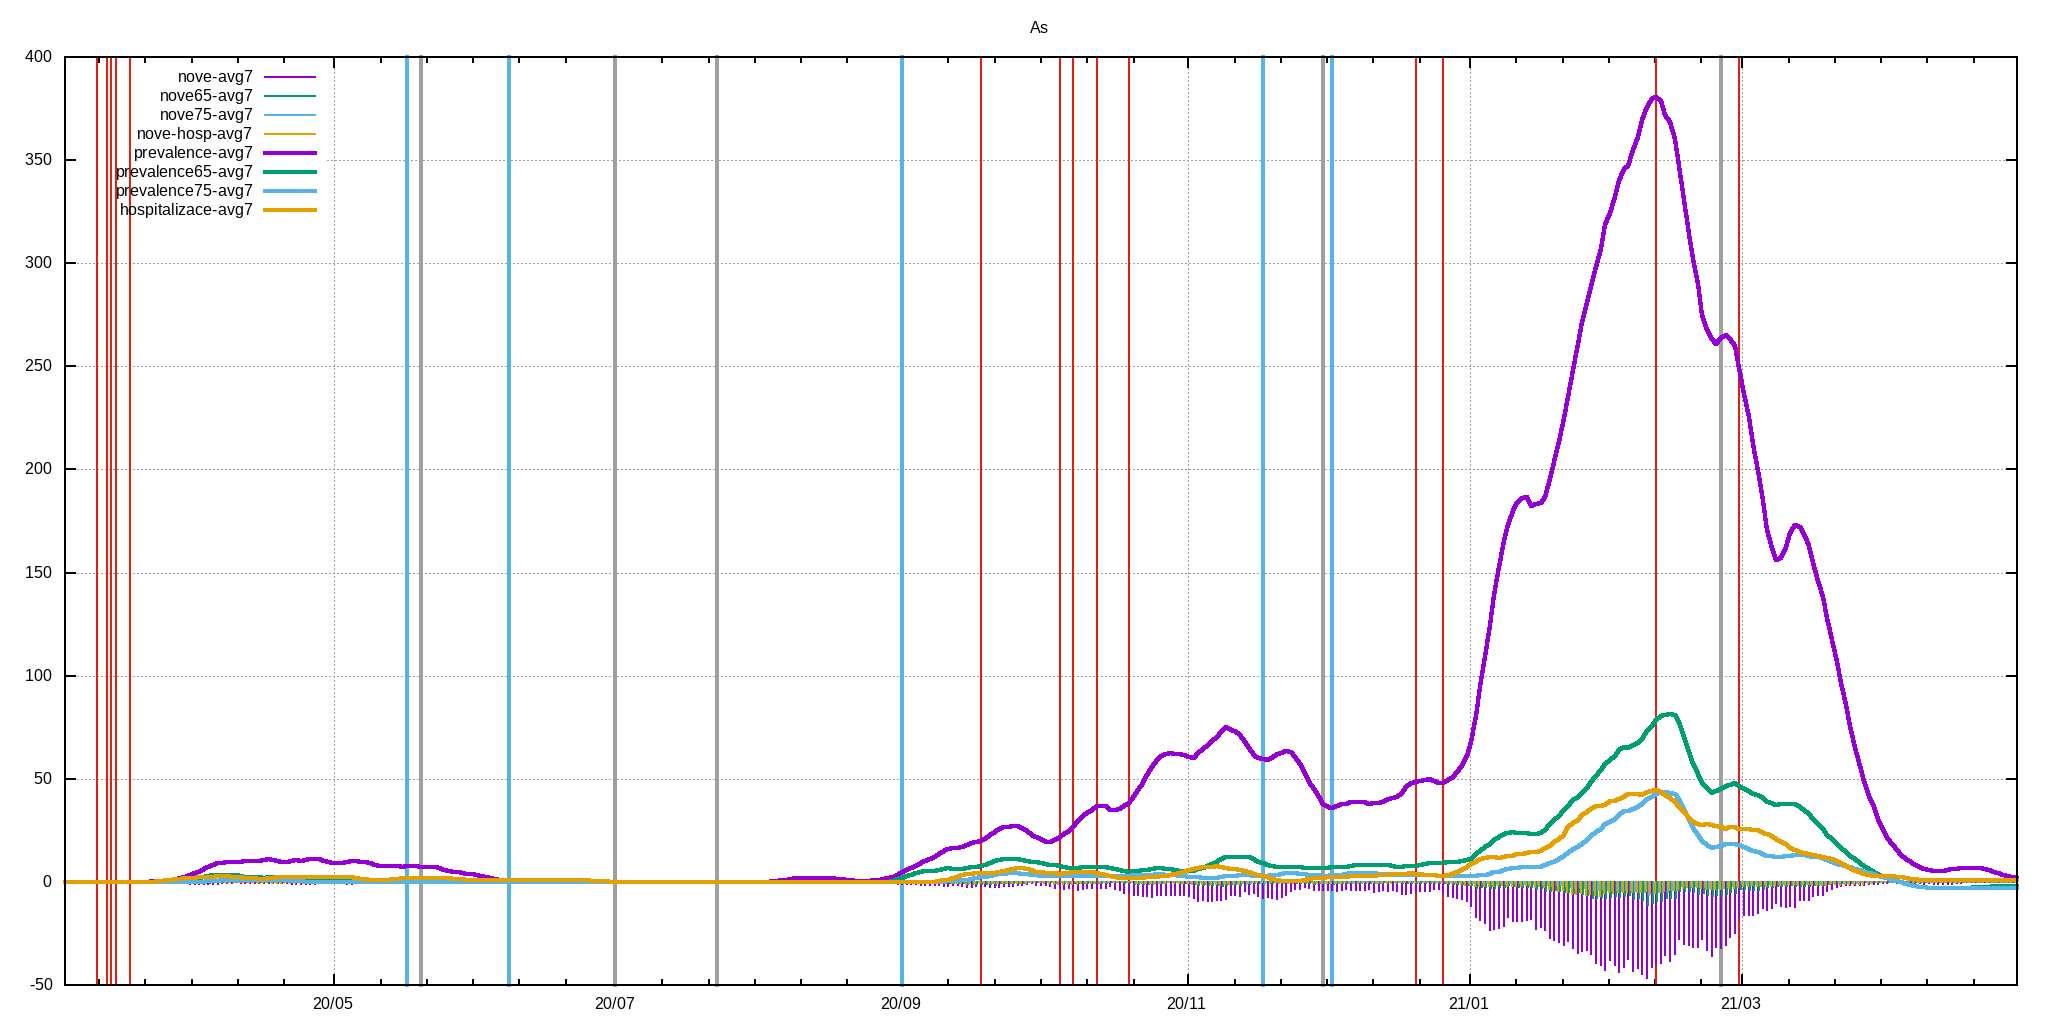 As
400
350
300
250
200
150
100
50
0
-50
nove-avg7
nove65-avg7
nove75-avg7
nove-hosp-avg7
prevalence-avg7
prevalence65-avg7
prevalence75-avg7
hospitalizace-avg7
20/05
20/07
20/09
20/11
21/01
21/03